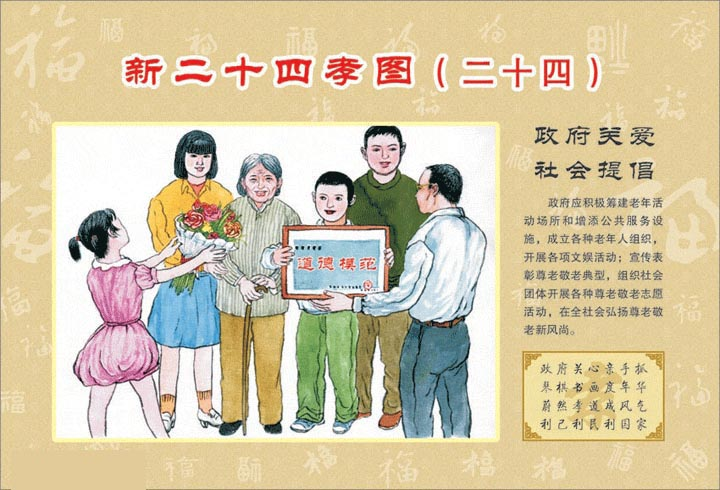 新二十四孝图（二十四）
政府关爱
社会提倡
政府应积极筹建老年活
动场所和增添公共服务设
施，成立各种老年人组织，
开展各项文娱活动；宣传表
彰尊老敬老典型，组织社会
团体开展各种尊老敬老志愿
活动，在全社会弘扬尊老敬
老新风尚。
道德模范
政府关心亲手抓
琴棋书画度年华
蔚然孝道成风气
利己利民利国家